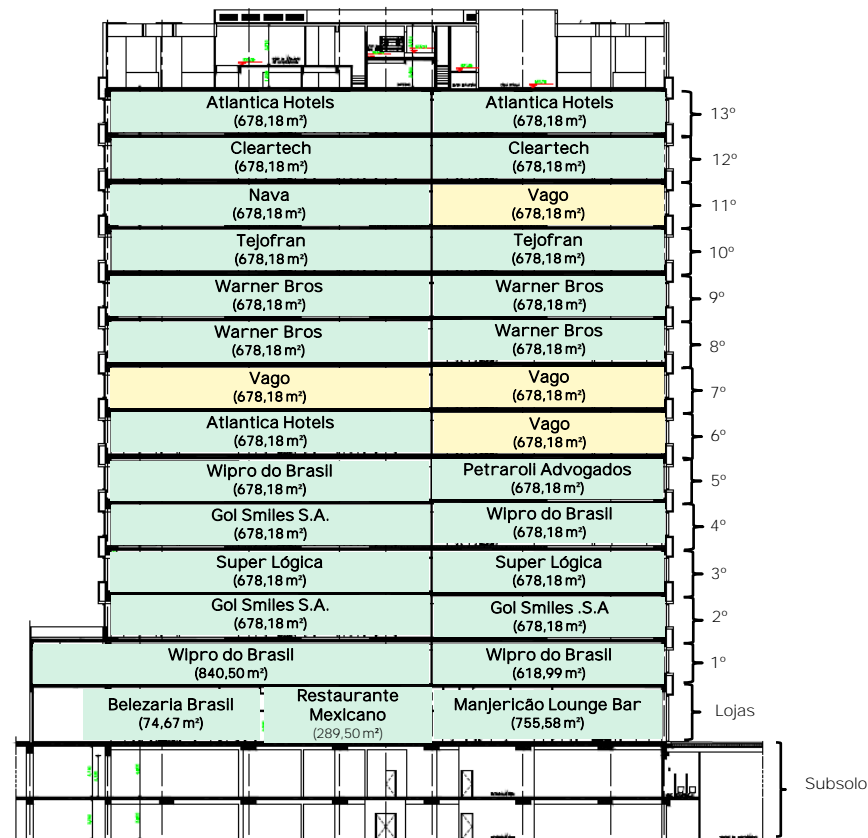 Atlantica Hotels
(678,18 m²)
Atlantica Hotels
(678,18 m²)
13º
Cleartech
(678,18 m²)
Cleartech
(678,18 m²)
12º
Nava
(678,18 m²)
Vago
(678,18 m²)
11º
Tejofran
(678,18 m²)
Tejofran
(678,18 m²)
10º
Warner Bros
(678,18 m²)
Warner Bros
(678,18 m²)
9º
Warner Bros
(678,18 m²)
Warner Bros
(678,18 m²)
8º
Vago
(678,18 m²)
Vago
(678,18 m²)
7º
Atlantica Hotels
(678,18 m²)
Vago
(678,18 m²)
6º
Wipro do Brasil
(678,18 m²)
Petraroli Advogados
(678,18 m²)
5º
Gol Smiles S.A.
(678,18 m²)
Wipro do Brasil
(678,18 m²)
4º
Super Lógica
(678,18 m²)
Super Lógica
(678,18 m²)
3º
Gol Smiles S.A.
(678,18 m²)
Gol Smiles .S.A
(678,18 m²)
2º
Wipro do Brasil
(840,50 m²)
Wipro do Brasil
(618,99 m²)
1º
Belezaria Brasil
(74,67 m²)
Restaurante
Mexicano
(289,50 m²)
Manjericão Lounge Bar
(755,58 m²)
Lojas
Subsolo